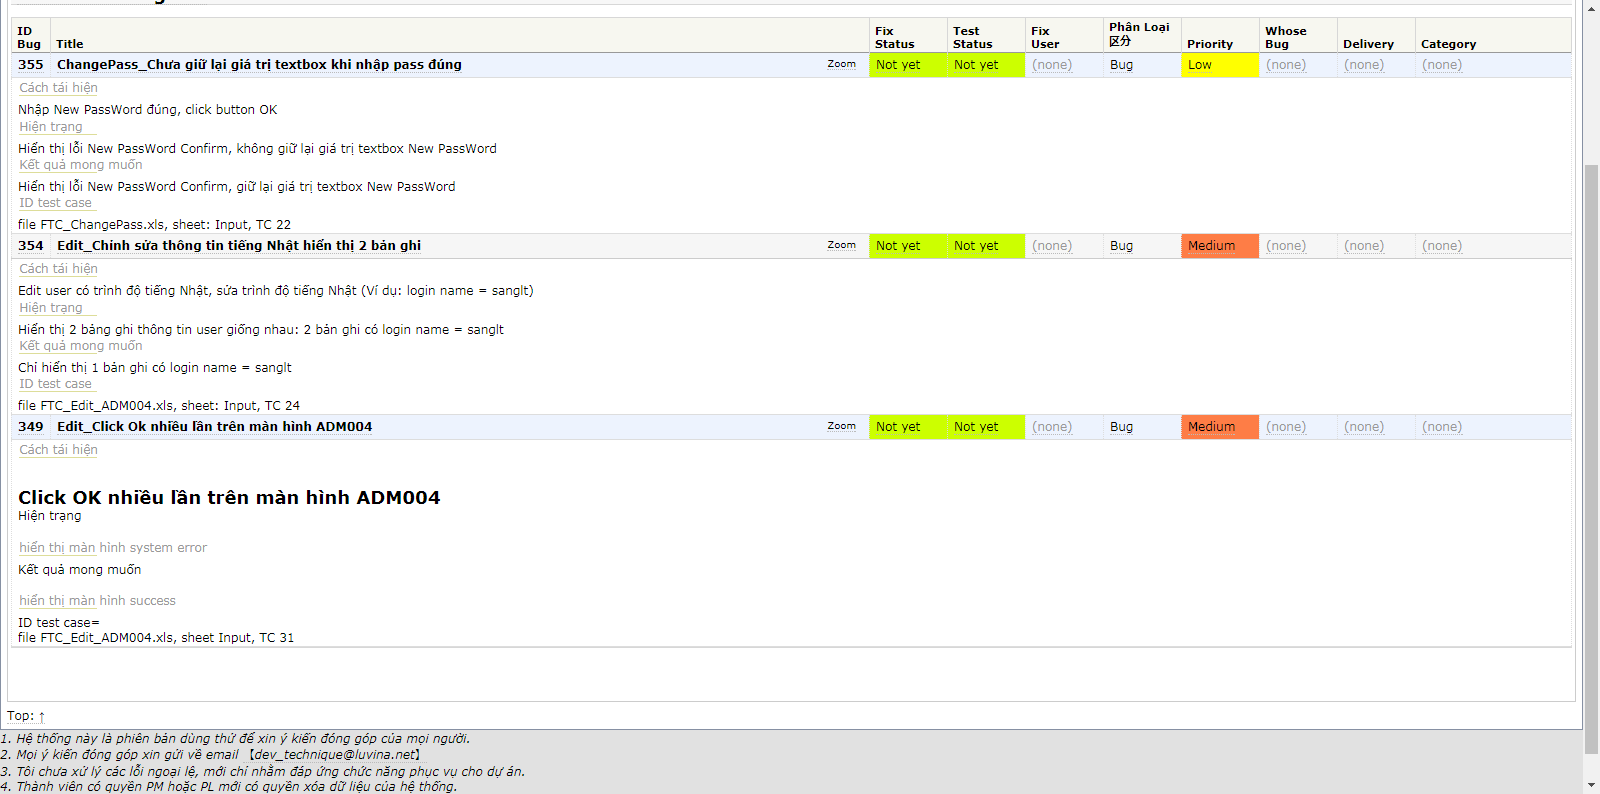 ID Bug Title Fix Status Test Status Fix User Phân Loại 区分 Priority Whose Bug Delivery Category
355 ChangePass_Chưa giữ lại giá trị textbox khi nhập pass đúng Zoom Not yet Not yet (none) Bug Low (none) (none) (none)
Cách tái hiện
Nhập New PassWord đúng, click button OK
Hiện trạng
Hiển thị lỗi New PassWord Confirm, không giữ lại giá trị textbox New PassWord
Kết quả mong muốn
Hiển thị lỗi New PassWord Confirm, giữ lại giá trị textbox New PassWord
ID test case
file FTC_ChangePass.xls, sheet: Input, TC 22
354 Edit_Chỉnh sửa thông tin tiếng Nhật hiển thị 2 bản ghi Zoom Not yet Not yet (none) Bug Medium (none) (none) (none)
Cách tái hiện
Edit user có trình độ tiếng Nhật, sửa trình độ tiếng Nhật (Ví dụ: login name = sanglt)
Hiện trạng
Hiển thị 2 bảng ghi thông tin user giống nhau: 2 bản ghi có login name = sanglt
Kết quả mong muốn
Chỉ hiển thị 1 bản ghi có login name = sanglt
ID test case
file FTC_Edit_ADM004.xls, sheet: Input, TC 24
349 Edit_Click Ok nhiều lần trên màn hình ADM004 Zoom Not yet Not yet (none) Bug Medium (none) (none) (none)
Cách tái hiện
Click OK nhiều lần trên màn hình ADM004
Hiện trạng
hiển thị màn hình system error
Kết quả mong muốn
hiển thị màn hình success
ID test case=
file FTC_Edit_ADM004.xls, sheet Input, TC 31
Top: ↑
1. Hệ thống này là phiên bản dùng thử để xin ý kiến đóng góp của mọi người.
2. Mọi ý kiến đóng góp xin gửi về email 【dev_technique@luvina.net】
3. Tôi chưa xử lý các lỗi ngoại lệ, mới chỉ nhằm đáp ứng chức năng phục vụ cho dự án.
4. Thành viên có quyền PM hoặc PL mới có quyền xóa dữ liệu của hệ thống.